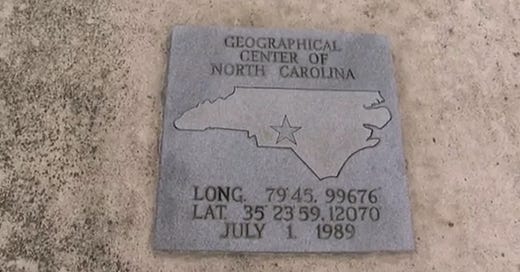 GEOGRAPHICAL
CENTER OF
NORTH CAROLINA
LONG. 79°45.99676
LAT. 35°23'59.12070
JULY 1 1989